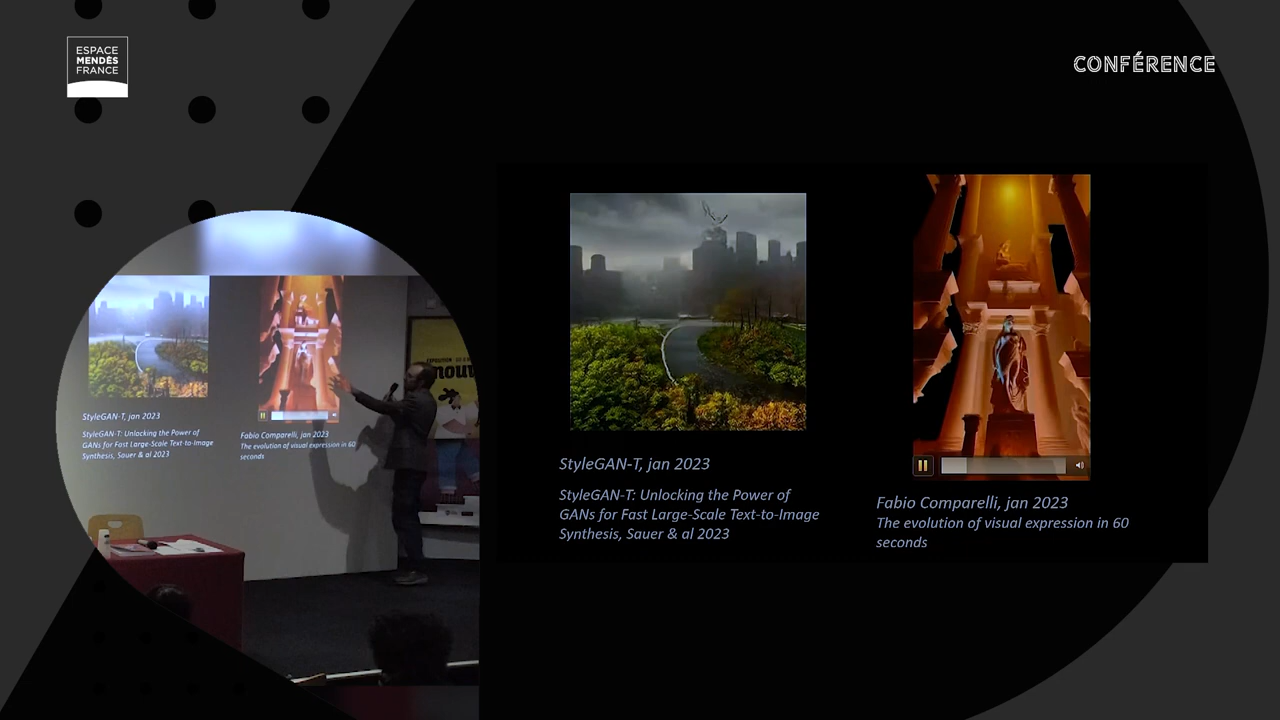 ESPACE
MENDÈS
FRANCE
CONFÉRENCE
StyleGAN-T, jan 2023
StyleGAN-T: Unlocking the Power of
GANs for Fast Large-Scale Text-to-Image
Synthesis, Sauer & al 2023
Fabio Comparelli, jan 2023
The evolution of visual expression in 60
seconds
StyleGAN-T, jan 2023
StyleGAN-T: Unlocking the Power of
GANs for Fast Large-Scale Text-to-Image
Synthesis, Sauer & al 2023
Fabio Comparelli, jan 2023
The evolution of visual expression in 60
seconds
EXPOSITION